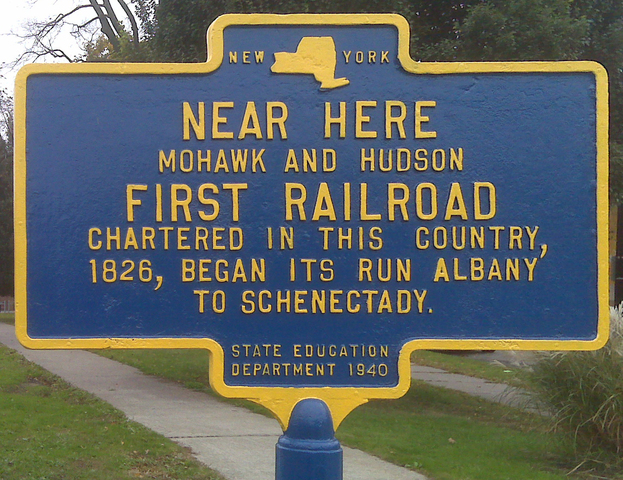 NEW YORK
NEAR HERE
MOHAWK AND HUDSON
FIRST RAILROAD
CHARTERED IN THIS COUNTRY,
1826, BEGAN ITS RUN ALBANY
TO SCHENECTADY.
STATE EDUCATION
DEPARTMENT 1940